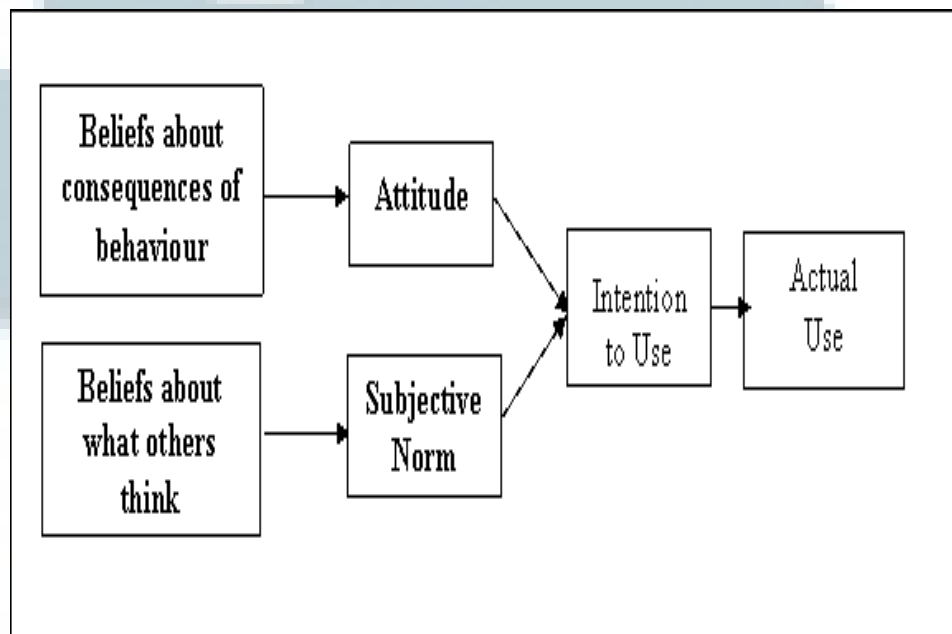 Beliefs about
consequences of
behaviour
Attitude
Intention
to Use
Actual
Use
Beliefs about
what others
think
Subjective
Norm